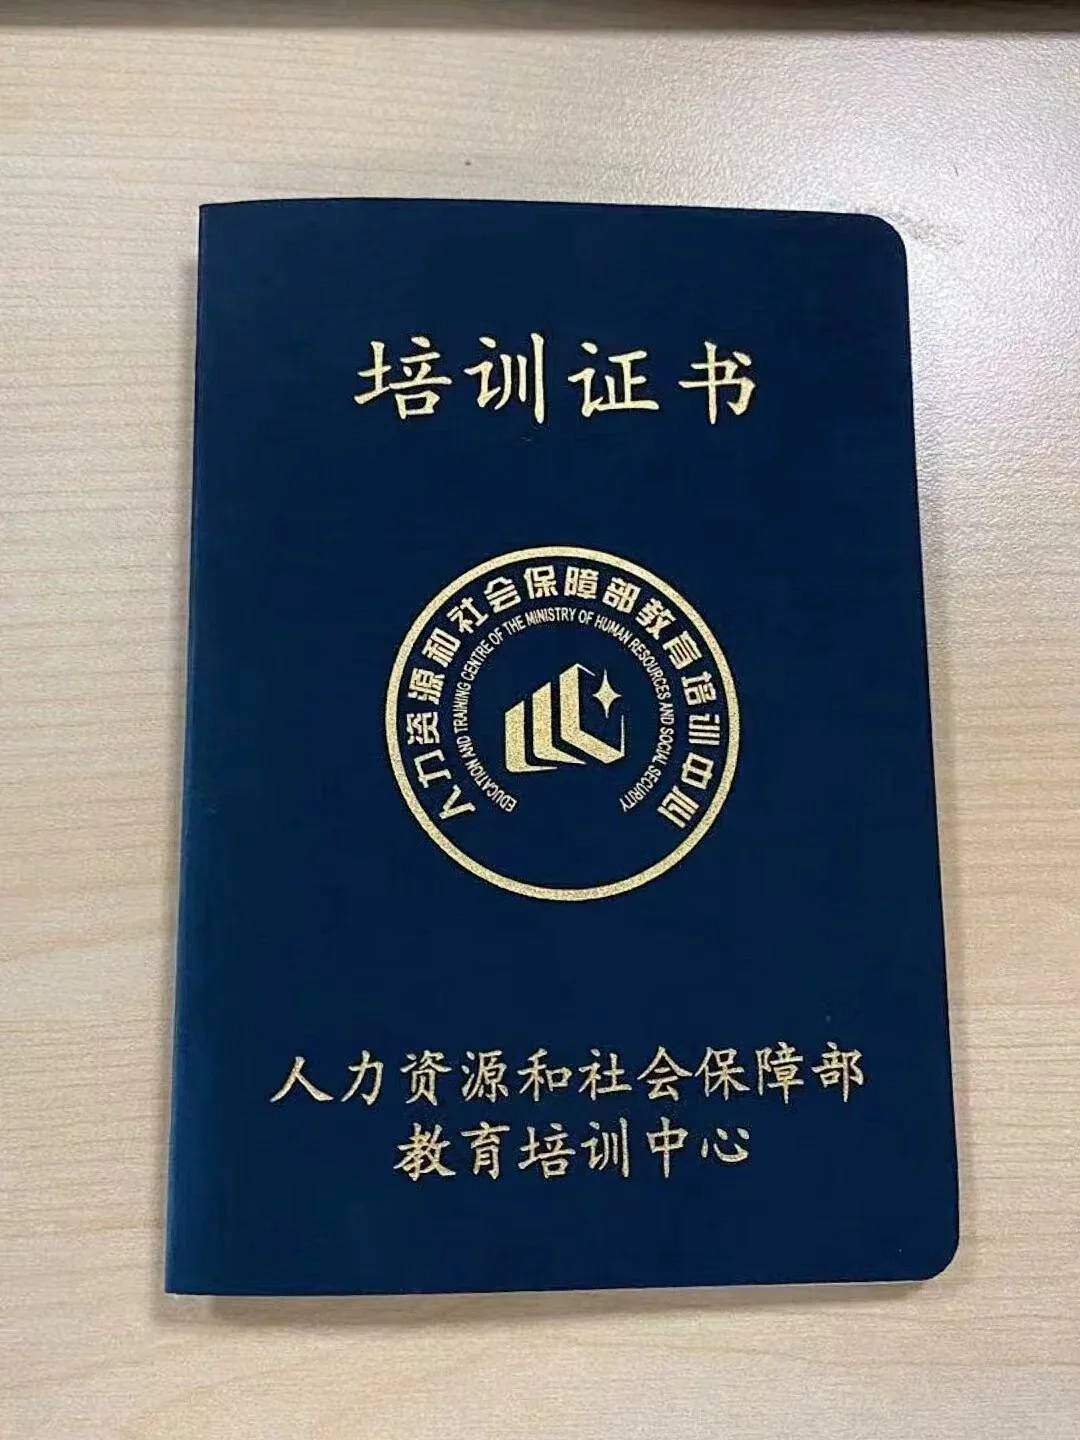 培训证书
人力资源和社会保障部教育培训中心
EDUCATION AND TRAINING CENTRE OF THE MINISTRY OF HUMAN RESOURCES AND SOCIAL SECURITY
人力资源和社会保障部
教育培训中心